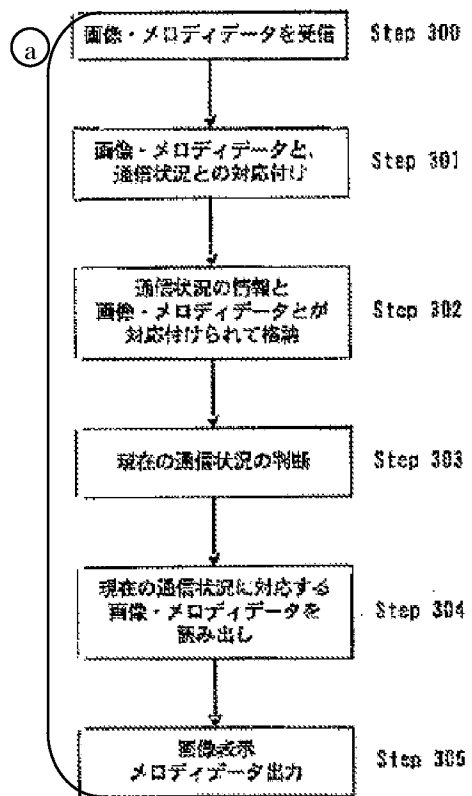 a
画像・メロディデータを受信 Step 300
画像・メロディデータと、
通信状況との対応付け
Step 301
通信状況の情報と
画像・メロディデータとが
対応付けられて格納
Step 302
現在の通信状況の判断 Step 303
現在の通信状況に対応する
画像・メロディデータを
読み出し
Step 304
画像表示
メロディデータ出力
Step 305